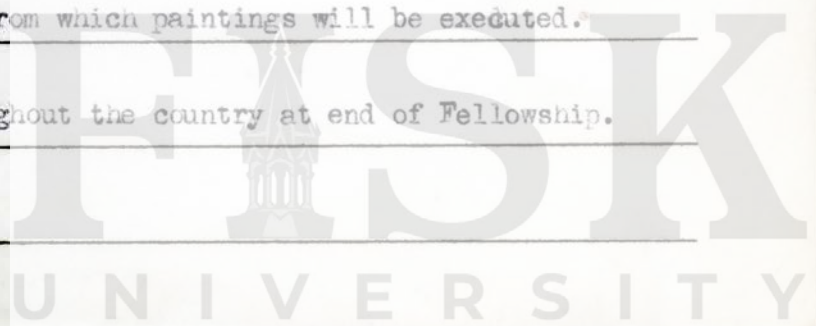 rom which paintings will be executed.
ghout the country at end of Fellowship.
FISK
UNIVERSITY